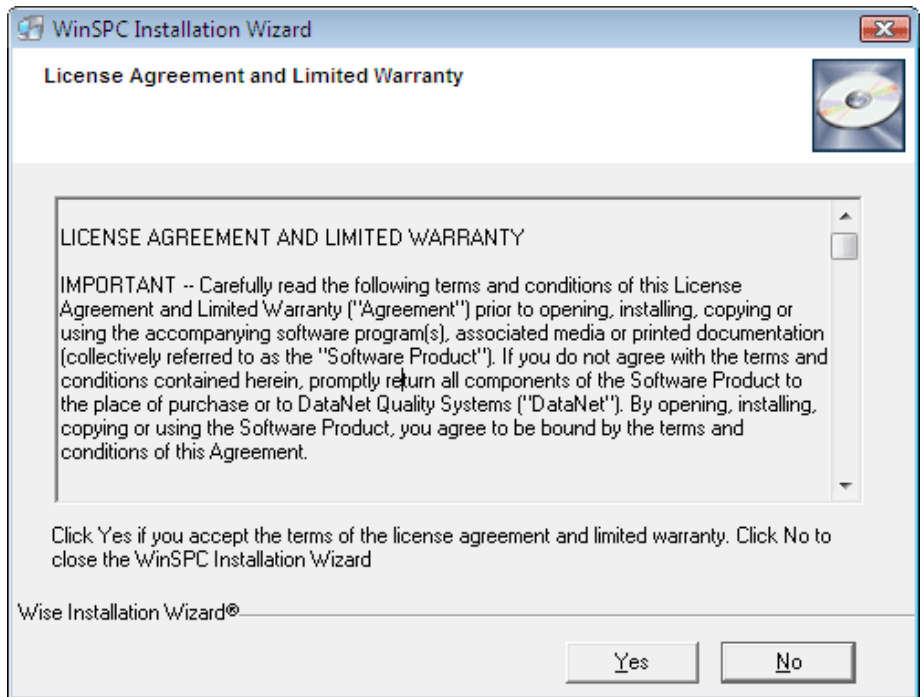 WinSPC Installation Wizard
License Agreement and Limited Warranty
LICENSE AGREEMENT AND LIMITED WARRANTY
IMPORTANT -- Carefully read the following terms and conditions of this License
Agreement and Limited Warranty ("Agreement") prior to opening, installing, copying or
using the accompanying software program(s), associated media or printed documentation
(collectively referred to as the "Software Product"). If you do not agree with the terms and
conditions contained herein, promptly return all components of the Software Product to
the place of purchase or to DataNet Quality Systems ("DataNet"). By opening, installing,
copying or using the Software Product, you agree to be bound by the terms and
conditions of this Agreement.
Click Yes if you accept the terms of the license agreement and limited warranty. Click No to
close the WinSPC Installation Wizard
Wise Installation Wizard®
Yes
No